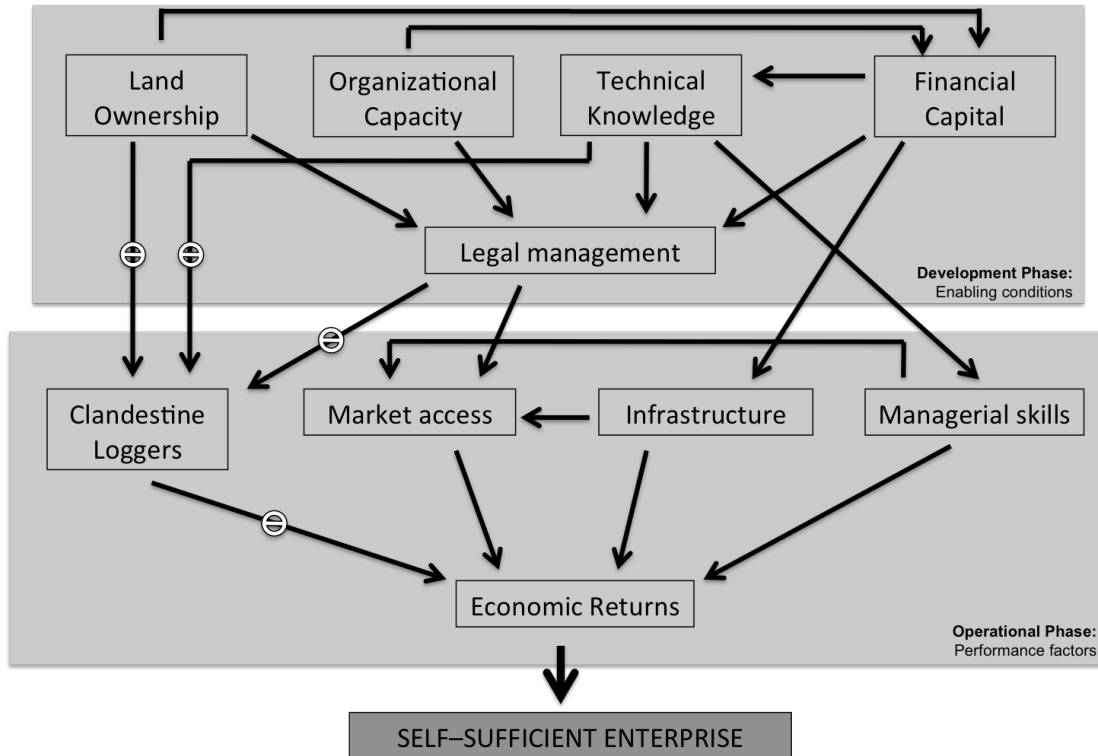 Land
Ownership
Organizational
Capacity
Technical
Knowledge
Financial
Capital
Legal management
Development Phase:
Enabling conditions
Clandestine
Loggers
Market access
Infrastructure
Managerial skills
Economic Returns
Operational Phase:
Performance factors
SELF–SUFFICIENT ENTERPRISE